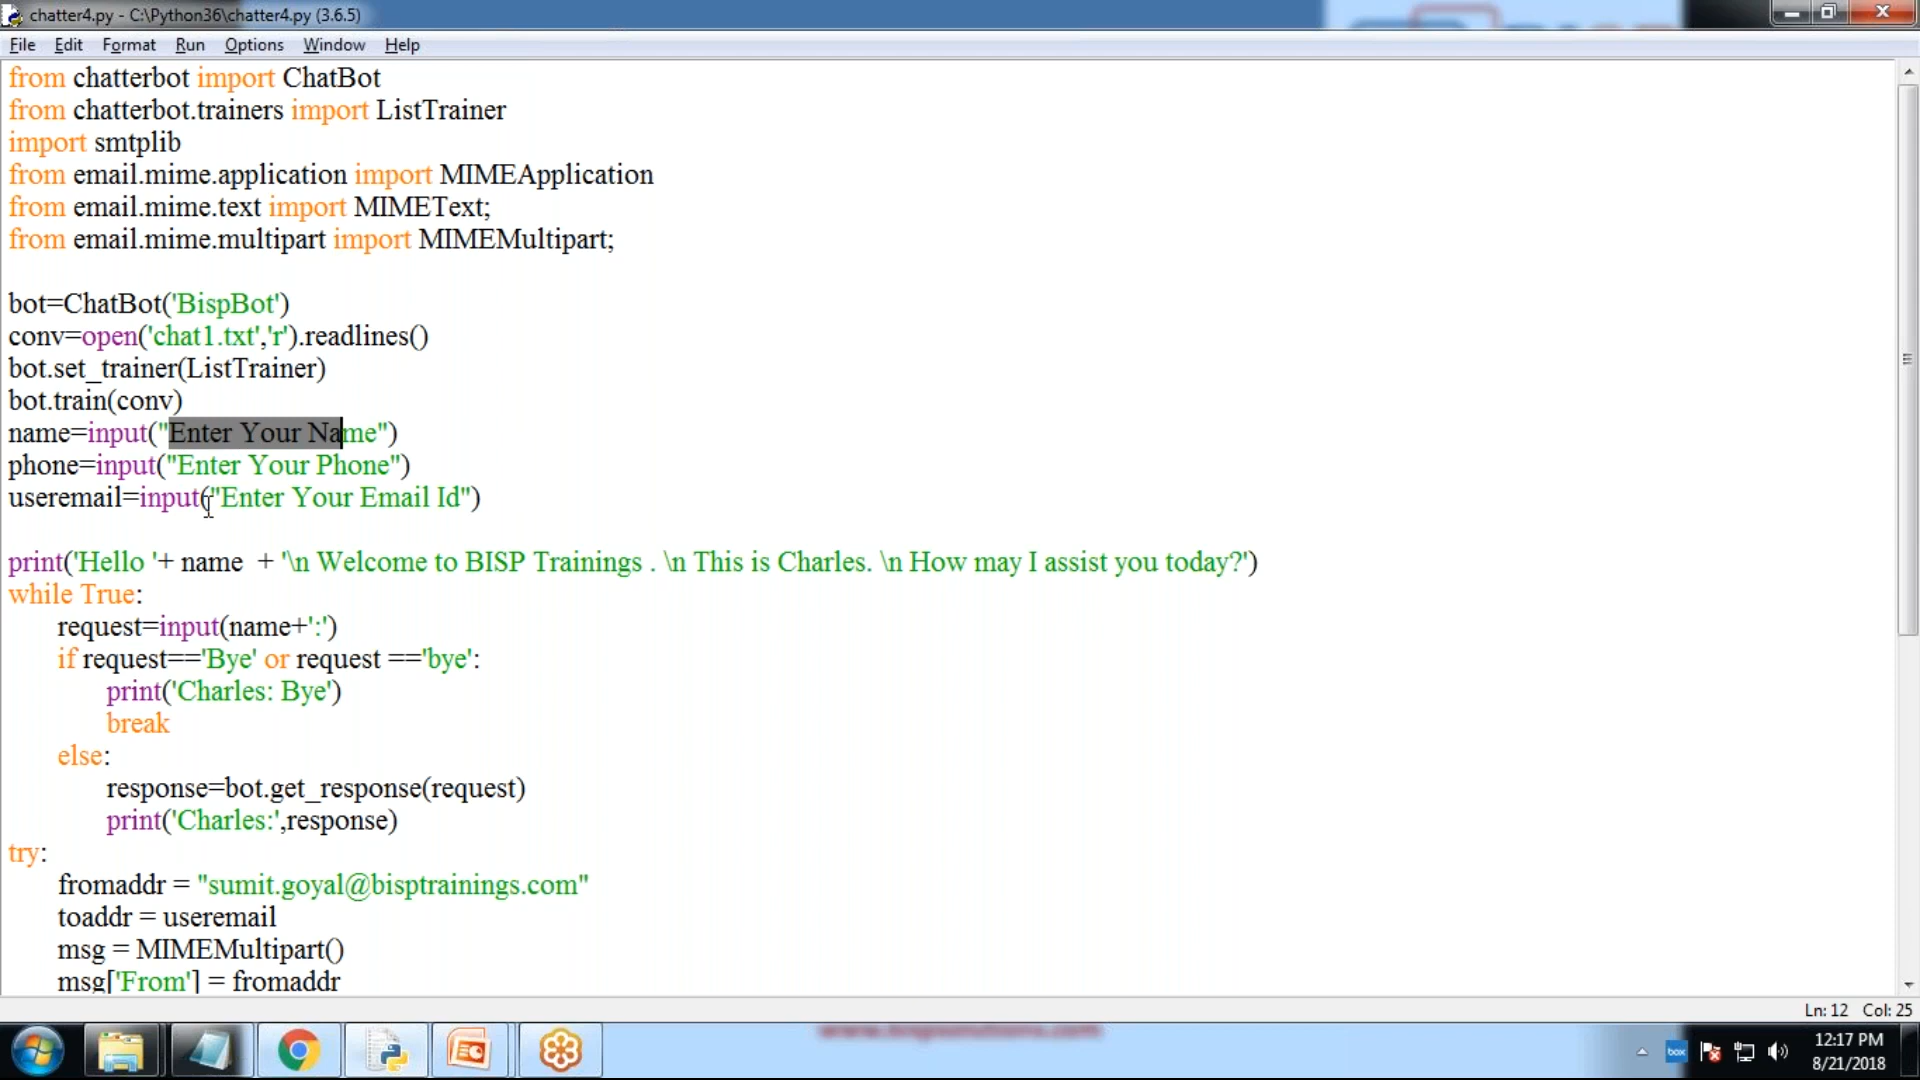 chatter4.py - C:\Python36\chatter4.py (3.6.5)
File Edit Format Run Options Window Help
from chatterbot import ChatBot
from chatterbot.trainers import ListTrainer
import smtplib
from email.mime.application import MIMEApplication
from email.mime.text import MIMEText;
from email.mime.multipart import MIMEMultipart;
bot=ChatBot('BispBot')
conv=open('chat1.txt','r').readlines()
bot.set_trainer(ListTrainer)
bot.train(conv)
name=input("Enter Your Name")
phone=input("Enter Your Phone")
useremail=input("Enter Your Email Id")
print('Hello '+ name  + '\n Welcome to BISP Trainings . \n This is Charles. \n How may I assist you today?')
while True:
request=input(name+':')
if request=='Bye' or request =='bye':
print('Charles: Bye')
break
else:
response=bot.get_response(request)
print('Charles:',response)
try:
fromaddr = "sumit.goyal@bisptrainings.com"
toaddr = useremail
msg = MIMEMultipart()
msg['From'] = fromaddr
Ln: 12 Col: 25
www.bispsolutions.com
box
12:17 PM
8/21/2018